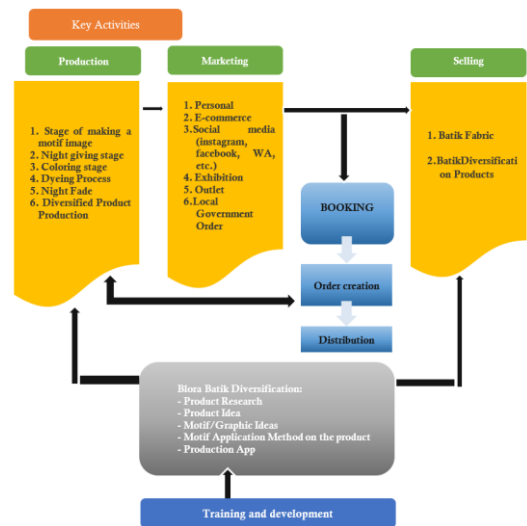 Key Activities
Production
Marketing
Selling
1. Stage of making a
motif image
2. Night giving stage
3. Coloring stage
4. Dyeing Process
5. Night Fade
6. Diversified Product
Production
1. Personal
2. E-commerce
3.Social media
(instagram,
facebook, WA,
etc.)
4. Exhibition
5. Outlet
6.Local
Government
Order
1. Batik Fabric
2.BatikDiversificati
on Products
BOOKING
Order creation
Distribution
Blora Batik Diversification:
- Product Research
- Product Idea
- Motif/Graphic Ideas
- Motif Application Method on the product
- Production App
Training and development